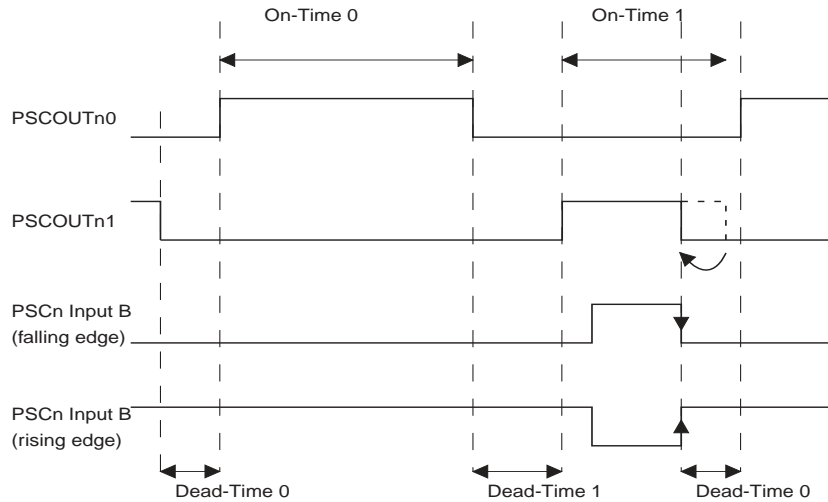 On-Time 0
On-Time 1
PSCOUTn0
PSCOUTn1
PSCn Input B
(falling edge)
PSCn Input B
(rising edge)
Dead-Time 0
Dead-Time 1
Dead-Time 0